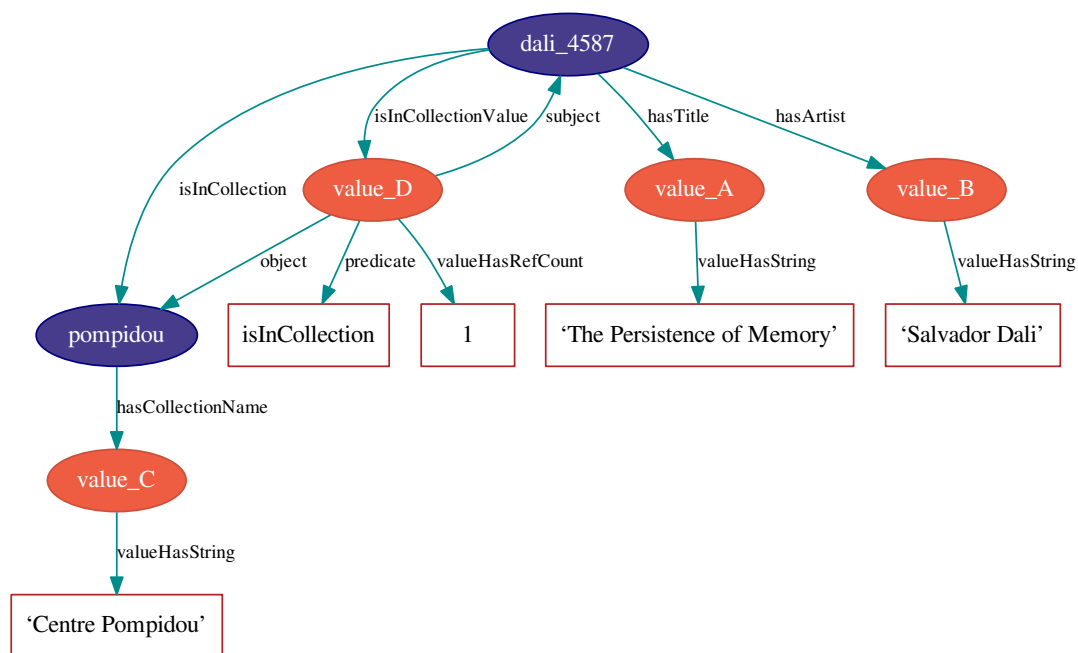 dali_4587
isInCollectionValue
subject
hasTitle
hasArtist
isInCollection
value_D
value_A
value_B
object
predicate
valueHasRefCount
valueHasString
valueHasString
pompidou
isInCollection
1
‘The Persistence of Memory’
‘Salvador Dali’
hasCollectionName
value_C
valueHasString
‘Centre Pompidou’